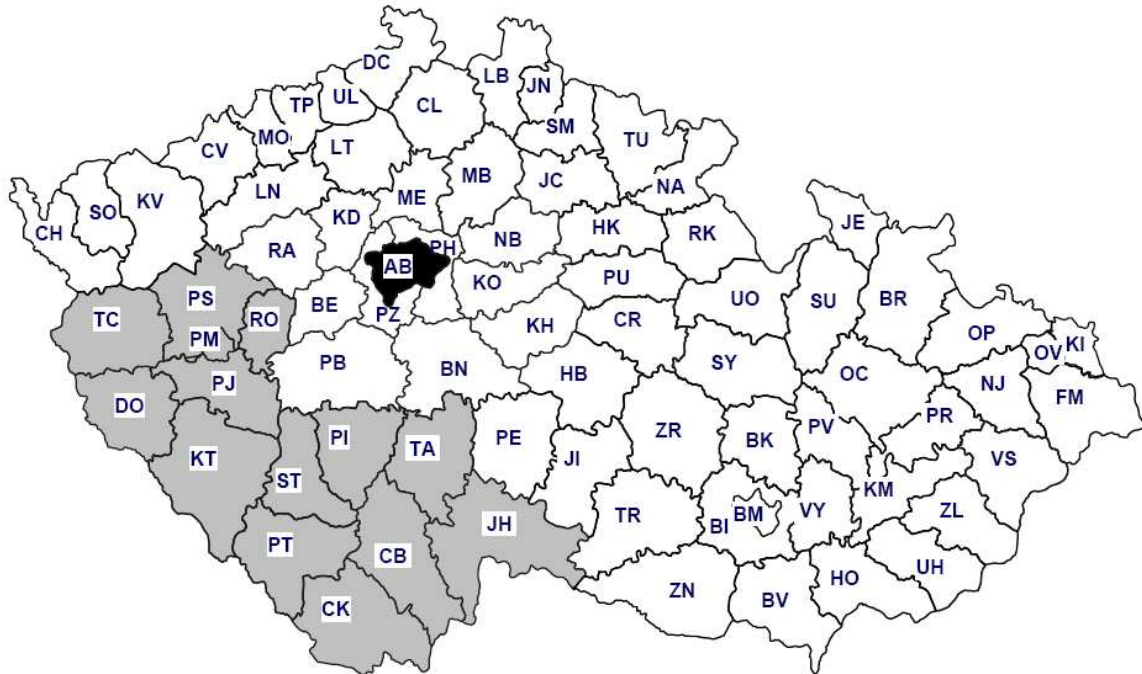 DC
LB
JN
TP
UL
CL
MO
SM
TU
CV
LT
MB
JC
NA
LN
ME
SO
KV
KD
CH
RA
PH
NB
HK
RK
JE
AB
KO
PU
UO
SU
BR
PS
TC
RO
BE
PZ
KH
CR
OP
PM
OV
KI
PB
BN
HB
SY
OC
NJ
FM
PJ
DO
PI
TA
PE
ZR
BK
PV
PR
KT
ST
JI
VS
KM
JH
TR
BI
BM
VY
ZL
PT
CB
UH
CK
ZN
BV
HO